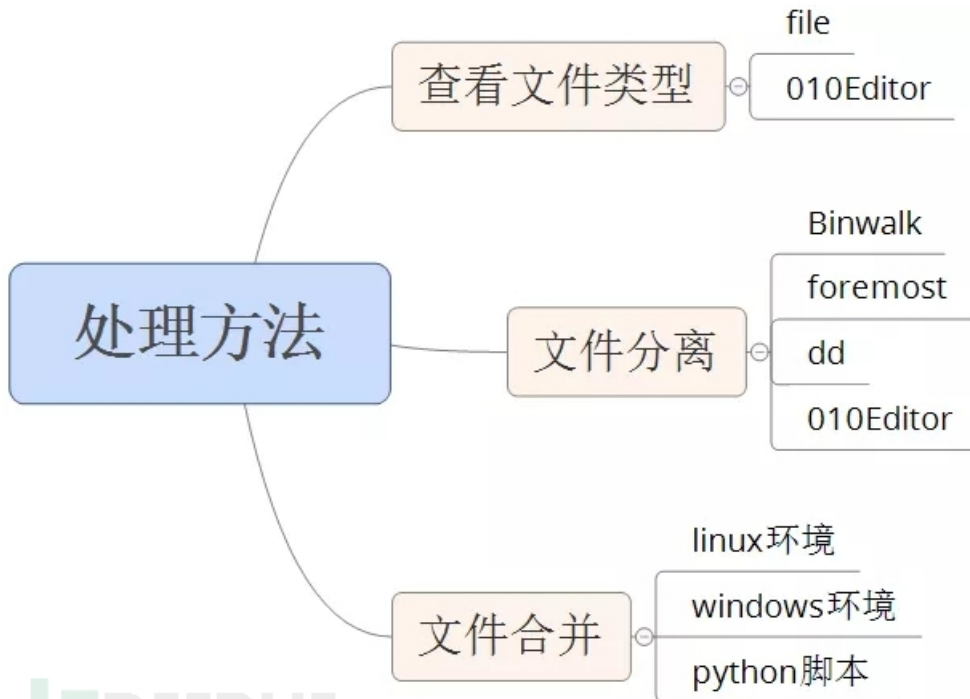 处理方法
查看文件类型
file
010Editor
文件分离
Binwalk
foremost
dd
010Editor
文件合并
linux环境
windows环境
python脚本